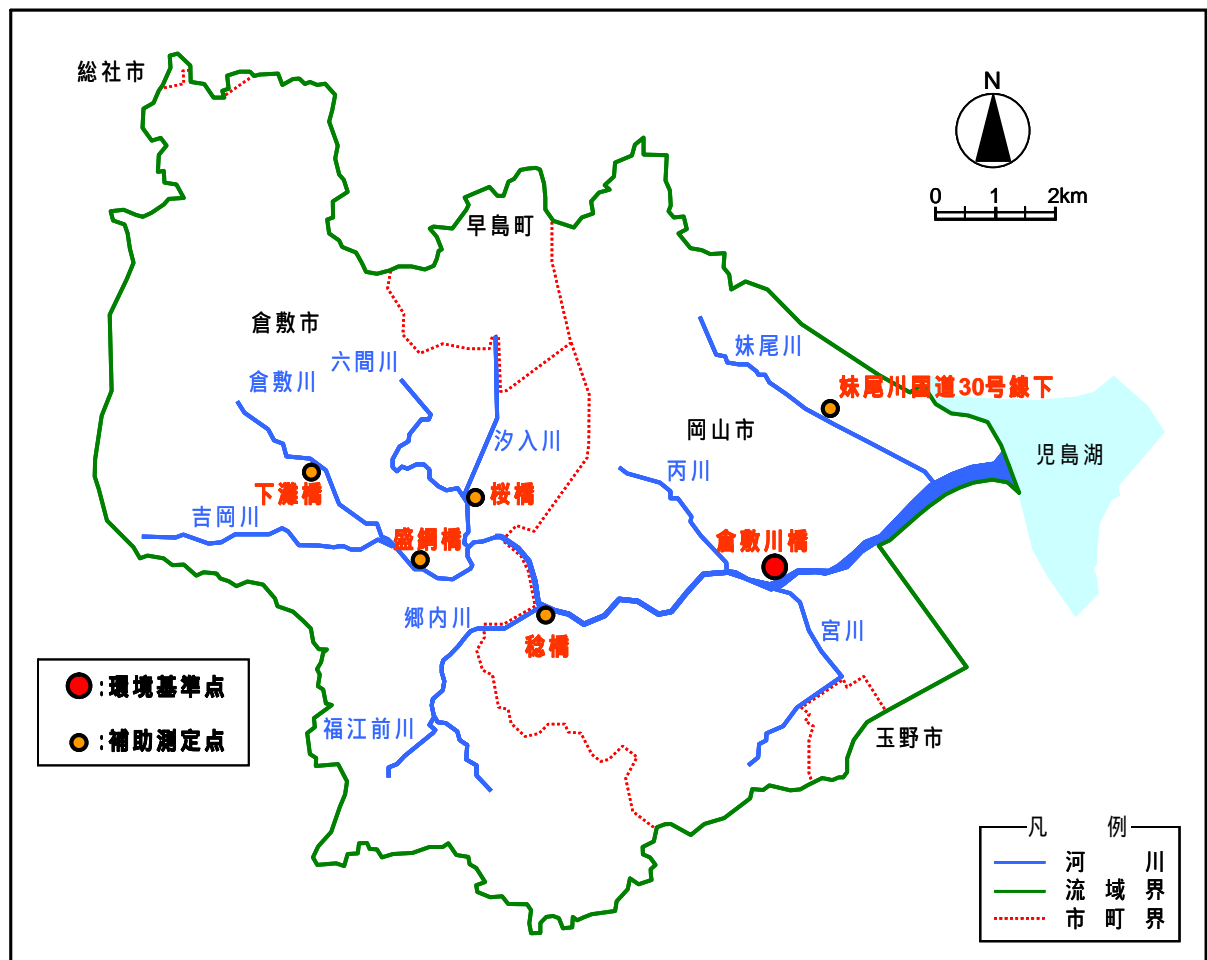 総社市
N
0 1 2km
早島町
倉敷市
六間川
倉敷川
妹尾川
妹尾川国道30号線下
岡山市
汐入川
児島湖
丙川
下灘橋
桜橋
吉岡川
盛綱橋
倉敷川橋
郷内川
稔橋
宮川
:環境基準点
:補助測定点
福江前川
玉野市
凡 例
河 川
流 域 界
市 町 界